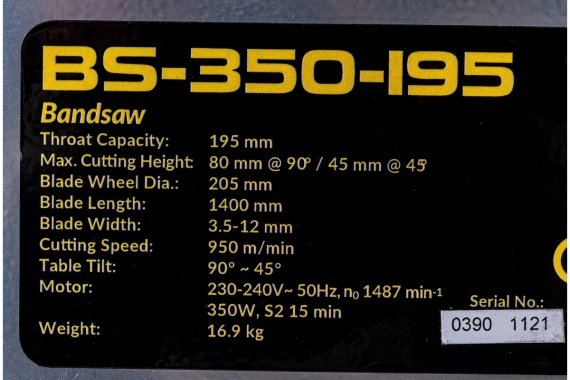 BS-350-195
Bandsaw
Throat Capacity: 195 mm
Max. Cutting Height: 80 mm @ 90° / 45 mm @ 45°
Blade Wheel Dia.: 205 mm
Blade Length: 1400 mm
Blade Width: 3.5-12 mm
Cutting Speed: 950 m/min
Table Tilt: 90° ~ 45°
Motor: 230-240V~ 50Hz, n₀ 1487 min⁻¹
350W, S2 15 min
Weight: 16.9 kg
Serial No.:
0390 1121